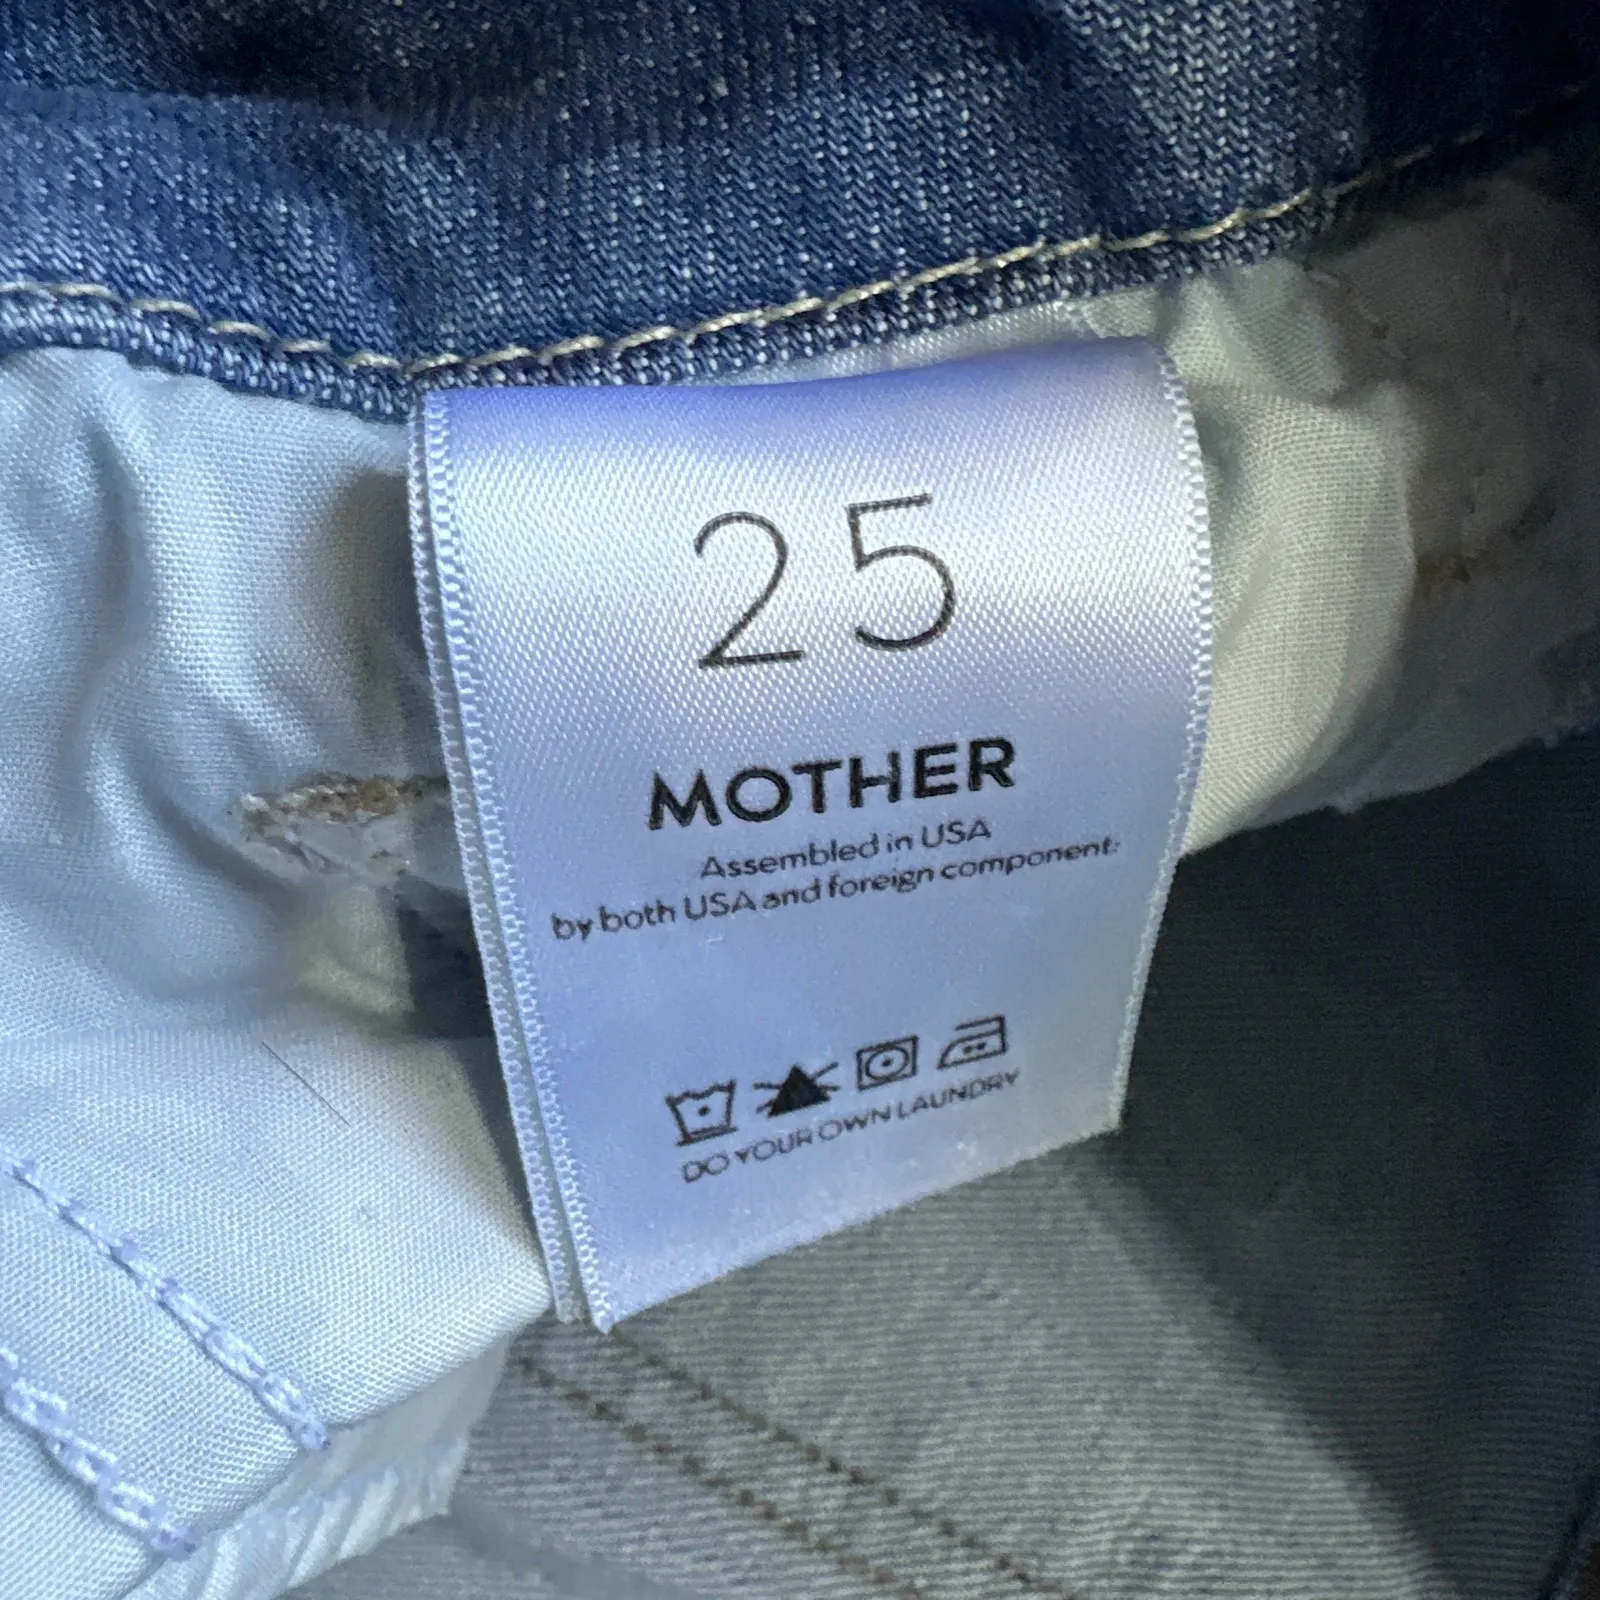 25
MOTHER
Assembled in USA
by both USA and foreign component
DO YOUR OWN LAUNDRY